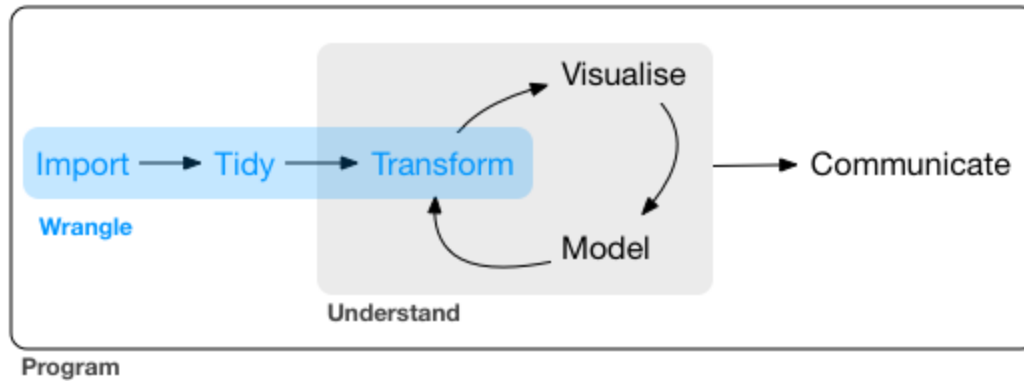 Visualise
Import
Tidy
Transform
Communicate
Wrangle
Model
Understand
Program